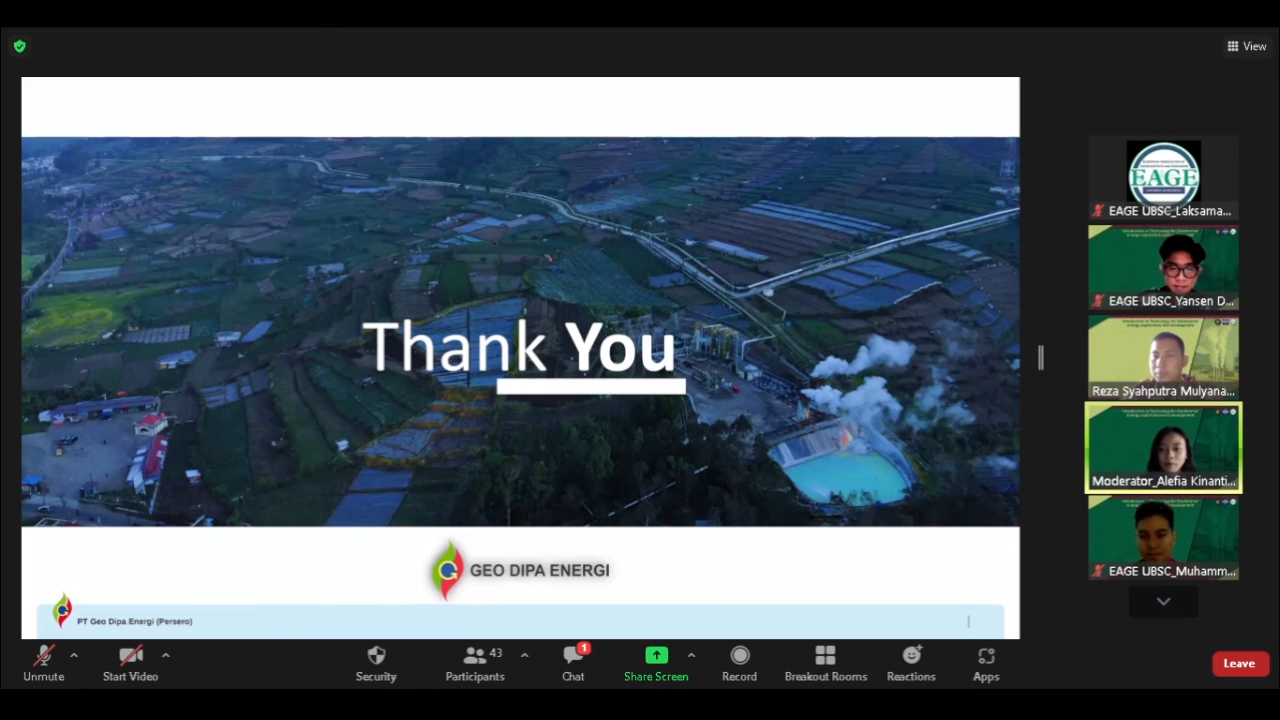 View
Thank You
GEO DIPA ENERGI
PT Geo Dipa Energi (Persero)
EAGE
EAGE UBSC_Laksama...
EAGE UBSC_Yansen D...
Reza Syahputra Mulyana...
Moderator_Alefia Kinanti...
EAGE UBSC_Muhamm...
Unmute
Start Video
Security
43
Participants
1
Chat
Share Screen
Record
Breakout Rooms
Reactions
Apps
Leave